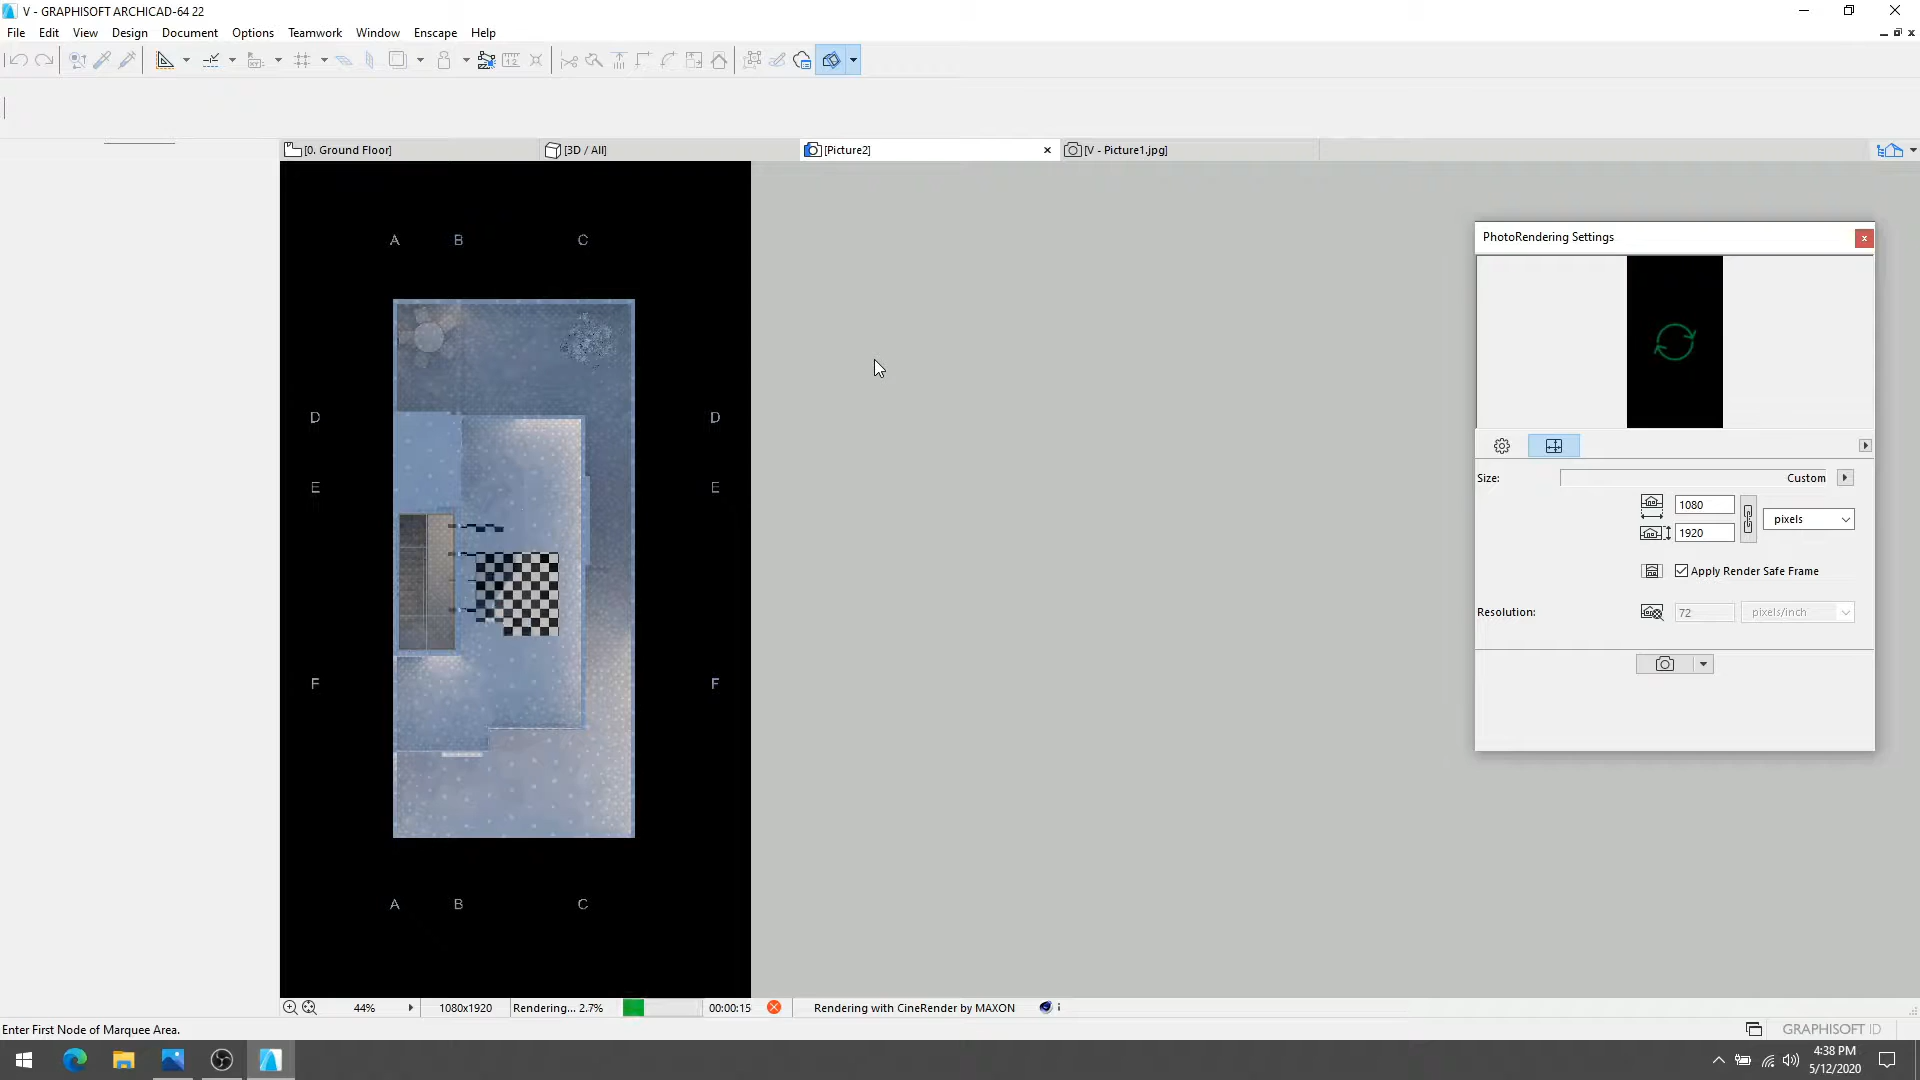 V - GRAPHISOFT ARCHICAD-64 22
File Edit View Design Document Options Teamwork Window Enscape Help
[0. Ground Floor] [3D / All] [Picture2] [V - Picture1.jpg]
A B C
D D
E E
F F
A B C
PhotoRendering Settings
Size: Custom
1080
pixels
1920
Apply Render Safe Frame
Resolution: 72 pixels/inch
44% 1080x1920 Rendering... 2.7% 00:00:15 Rendering with CineRender by MAXON i
Enter First Node of Marquee Area.
GRAPHISOFT ID
4:38 PM
5/12/2020